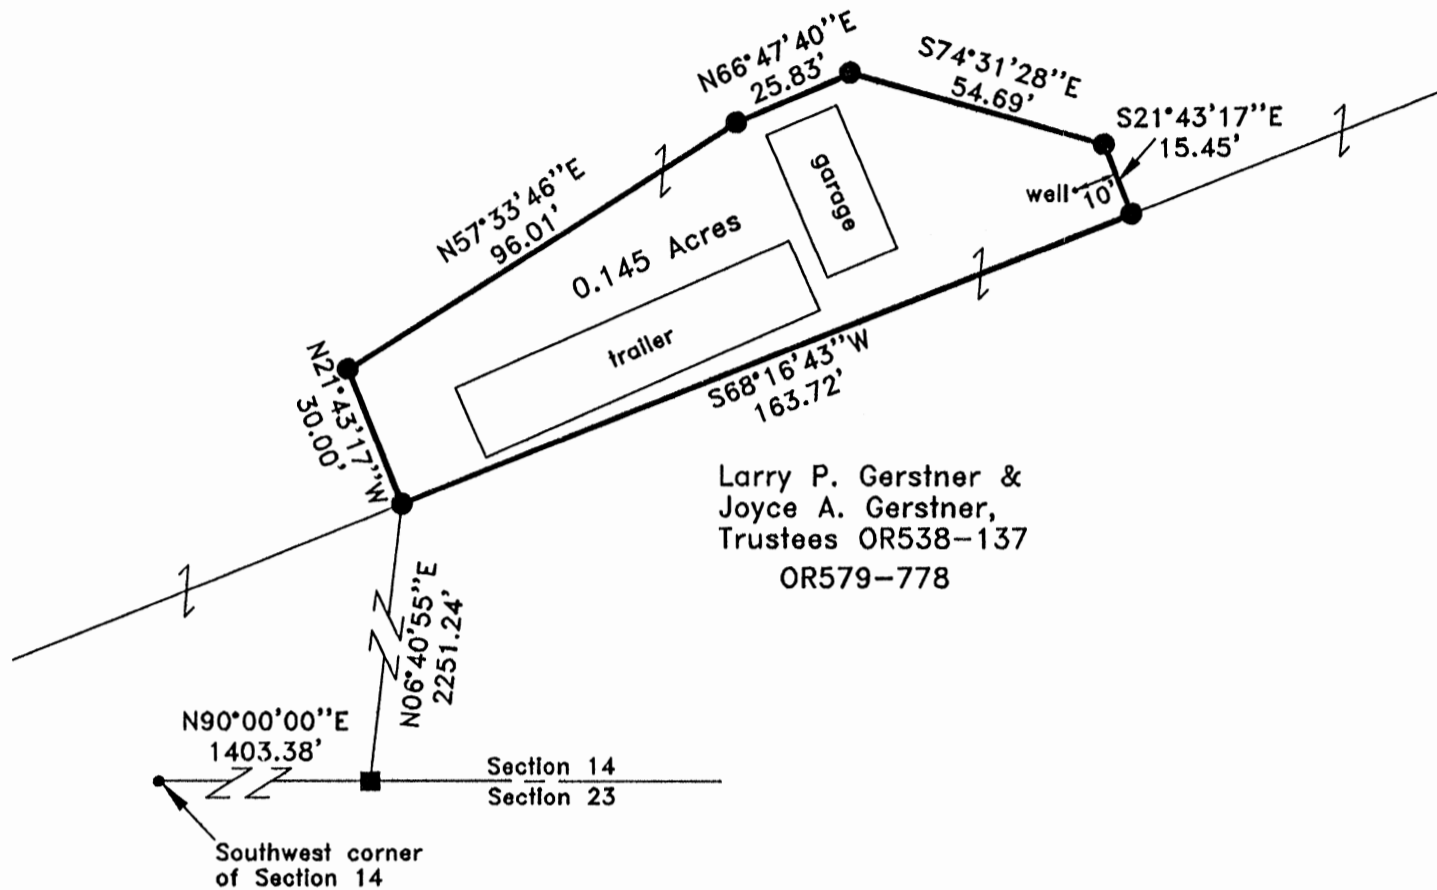 N66°47'40"E
25.83'
S74°31'28"E
54.69'
S21°43'17"E
15.45'
well
10'
garage
N57°33'46"E
96.01'
0.145 Acres
trailer
N21°43'17"W
30.00'
S68°16'43"W
163.72'
Larry P. Gerstner &
Joyce A. Gerstner,
Trustees OR538-137
OR579-778
N06°40'55"E
2251.24'
N90°00'00"E
1403.38'
Section 14
Section 23
Southwest corner
of Section 14